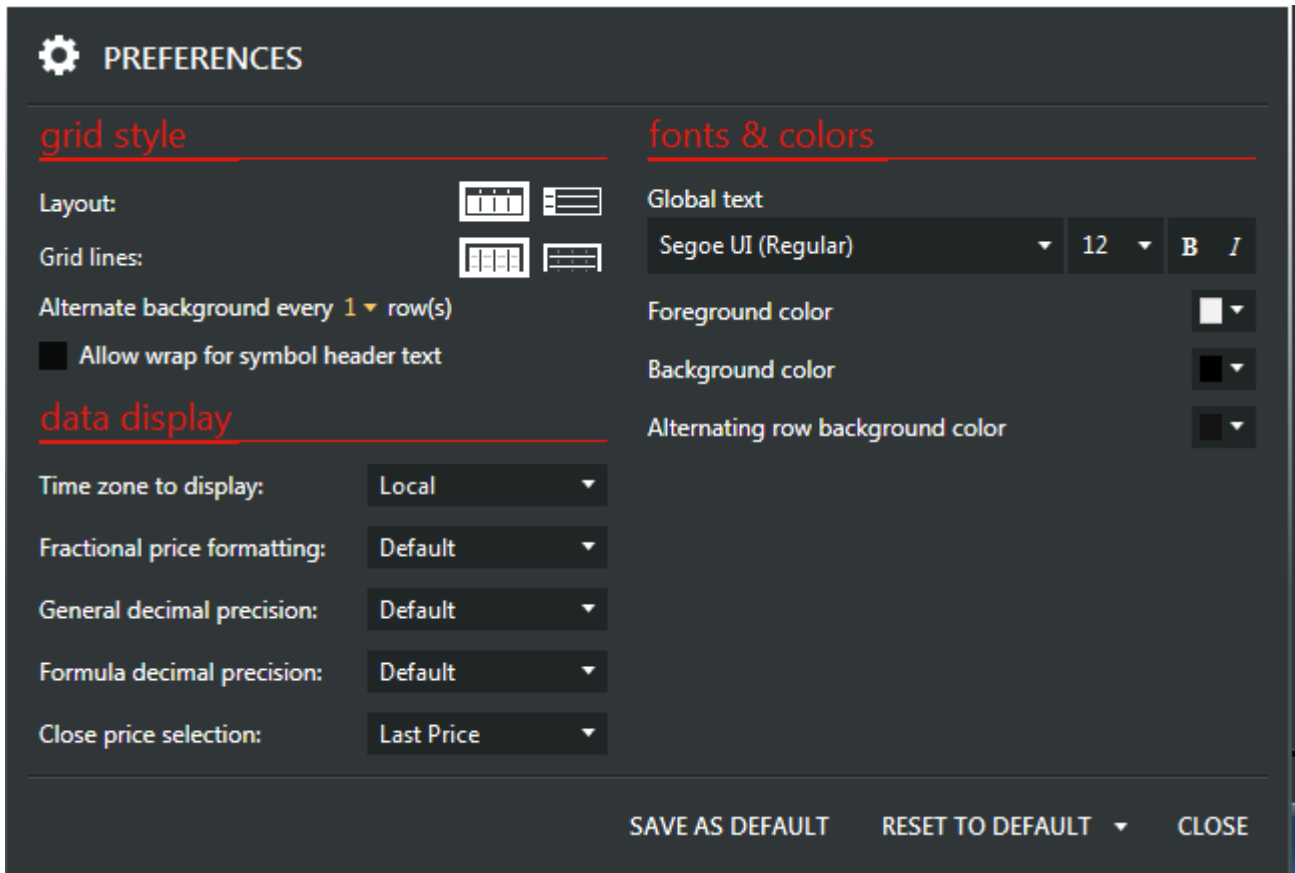 PREFERENCES
grid style
Layout:
Grid lines:
Alternate background every 1 row(s)
Allow wrap for symbol header text
data display
Time zone to display: Local
Fractional price formatting: Default
General decimal precision: Default
Formula decimal precision: Default
Close price selection: Last Price
fonts & colors
Global text
Segoe UI (Regular) 12 B I
Foreground color
Background color
Alternating row background color
SAVE AS DEFAULT RESET TO DEFAULT CLOSE